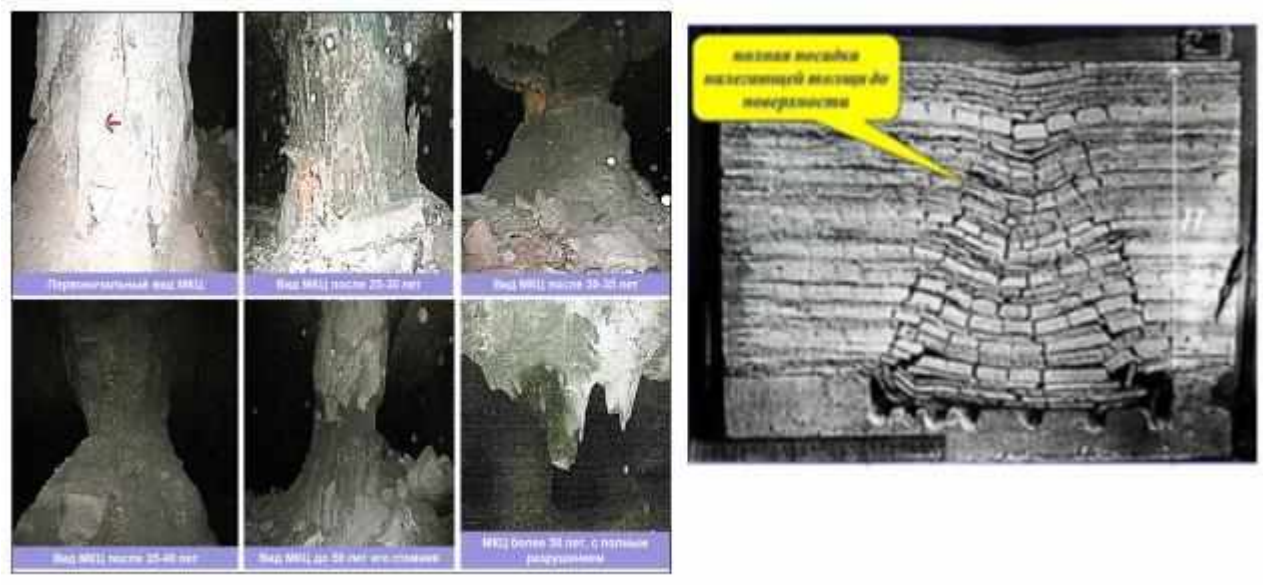 полная посадка
налегающей толщи до
поверхности
H
Первоначальный вид МКЦ
Вид МКЦ после 25-30 лет
Вид МКЦ после 30-35 лет
Вид МКЦ после 35-40 лет
Вид МКЦ до 50 лет его стояния
МКЦ более 50 лет, с полным
разрушением